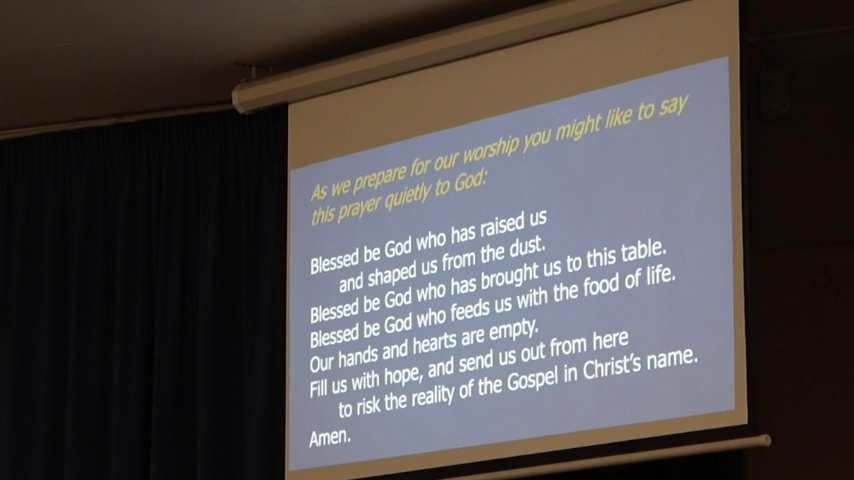 As we prepare for our worship you might like to say
this prayer quietly to God:
Blessed be God who has raised us
and shaped us from the dust.
Blessed be God who has brought us to this table.
Blessed be God who feeds us with the food of life.
Our hands and hearts are empty.
Fill us with hope, and send us out from here
to risk the reality of the Gospel in Christ's name.
Amen.